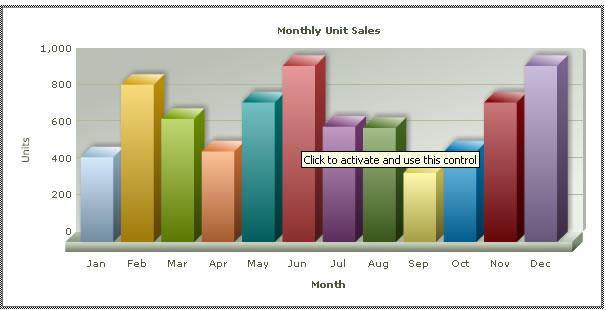 Monthly Unit Sales
1,000
800
600
400
200
0
Units
Click to activate and use this control
Jan Feb Mar Apr May Jun Jul Aug Sep Oct Nov Dec
Month